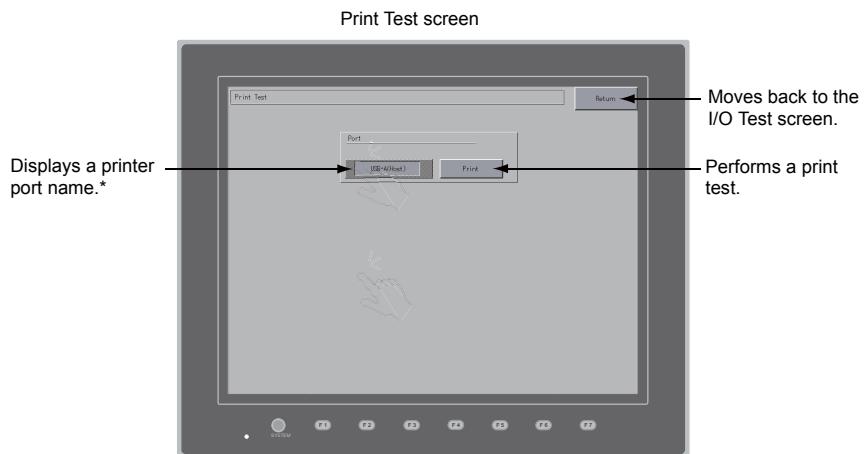 Print Test screen
Print Test
Return
Moves back to the
I/O Test screen.
Port
Displays a printer
port name.*
USB-A(Host)
Print
Performs a print
test.
SYSTEM
F1
F2
F3
F4
F5
F6
F7